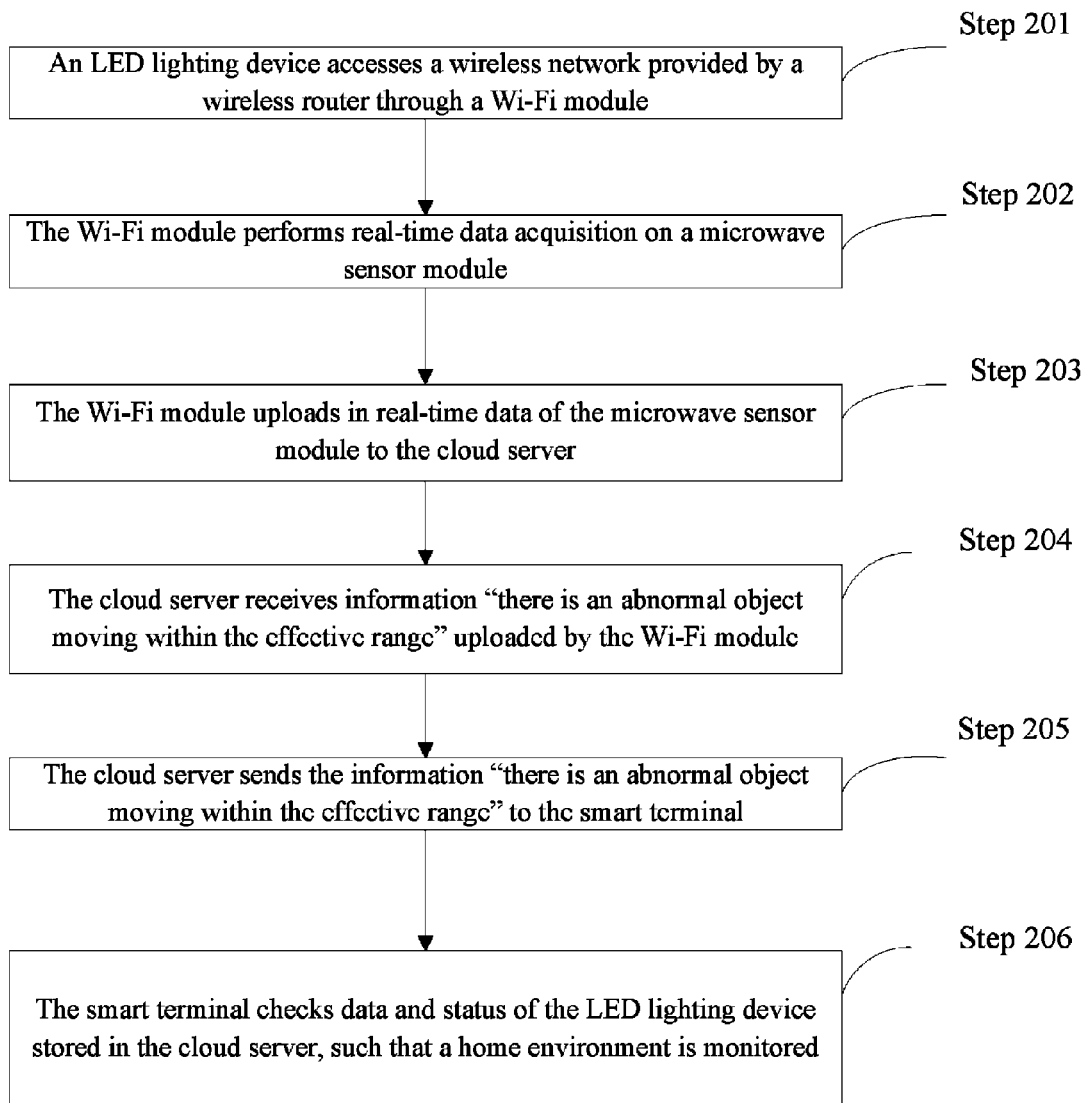 Step 201
An LED lighting device accesses a wireless network provided by a
wireless router through a Wi-Fi module
Step 202
The Wi-Fi module performs real-time data acquisition on a microwave
sensor module
Step 203
The Wi-Fi module uploads in real-time data of the microwave sensor
module to the cloud server
Step 204
The cloud server receives information “there is an abnormal object
moving within the effective range” uploaded by the Wi-Fi module
Step 205
The cloud server sends the information “there is an abnormal object
moving within the effective range” to the smart terminal
Step 206
The smart terminal checks data and status of the LED lighting device
stored in the cloud server, such that a home environment is monitored